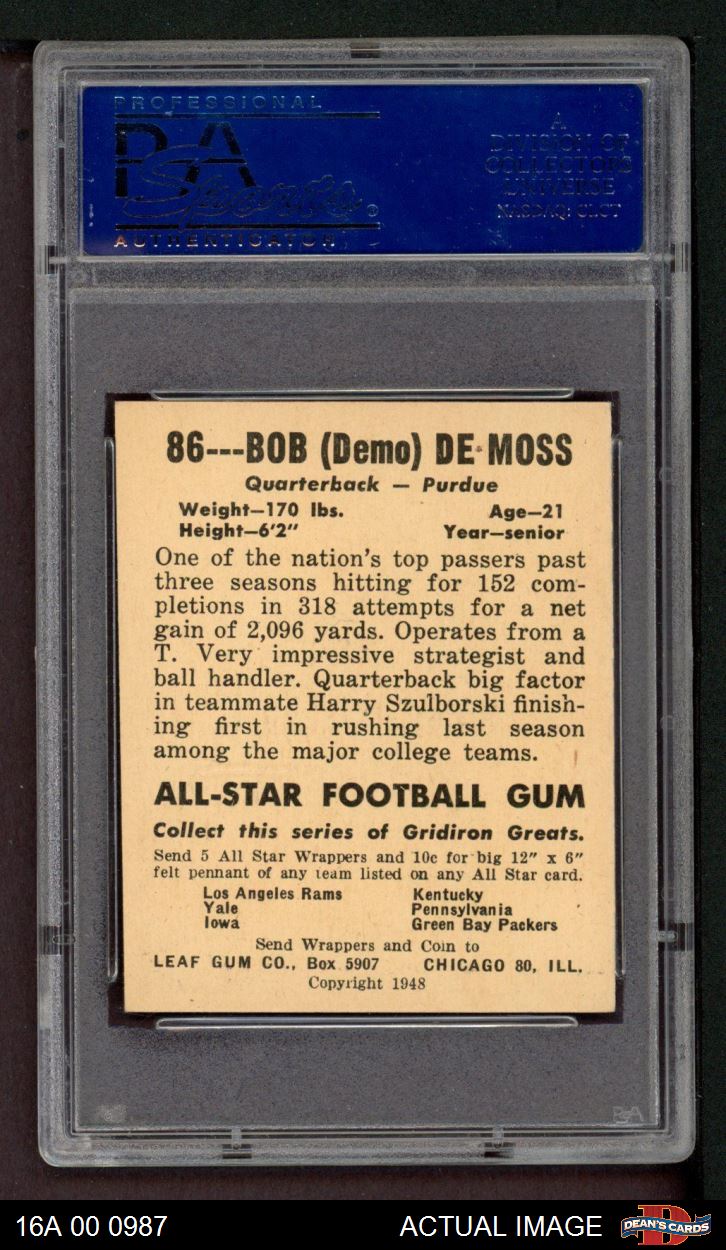 PROFESSIONAL
PSA
Sports
AUTHENTICATOR
A
DIVISION OF
COLLECTORS
UNIVERSE
NASDAQ: CLCT
86---BOB (Demo) DE MOSS
Quarterback — Purdue
Weight—170 lbs. Age—21
Height—6'2" Year—senior
One of the nation's top passers past
three seasons hitting for 152 com-
pletions in 318 attempts for a net
gain of 2,096 yards. Operates from a
T. Very impressive strategist and
ball handler. Quarterback big factor
in teammate Harry Szulborski finish-
ing first in rushing last season
among the major college teams.
ALL-STAR FOOTBALL GUM
Collect this series of Gridiron Greats.
Send 5 All Star Wrappers and 10c for big 12" x 6"
felt pennant of any team listed on any All Star card.
Los Angeles Rams Kentucky
Yale Pennsylvania
Iowa Green Bay Packers
Send Wrappers and Coin to
LEAF GUM CO., Box 5907 CHICAGO 80, ILL.
Copyright 1948
PSA
16A 00 0987 ACTUAL IMAGE DEAN'S CARDS